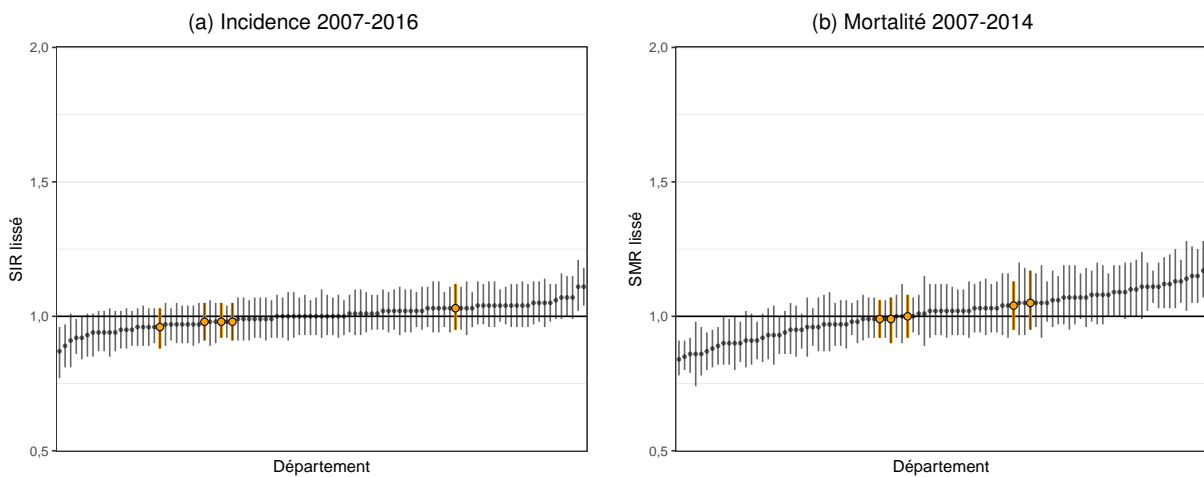 (a) Incidence 2007-2016
2,0
1,5
1,0
0,5
SIR lissé
Département
(b) Mortalité 2007-2014
2,0
1,5
1,0
0,5
SMR lissé
Département